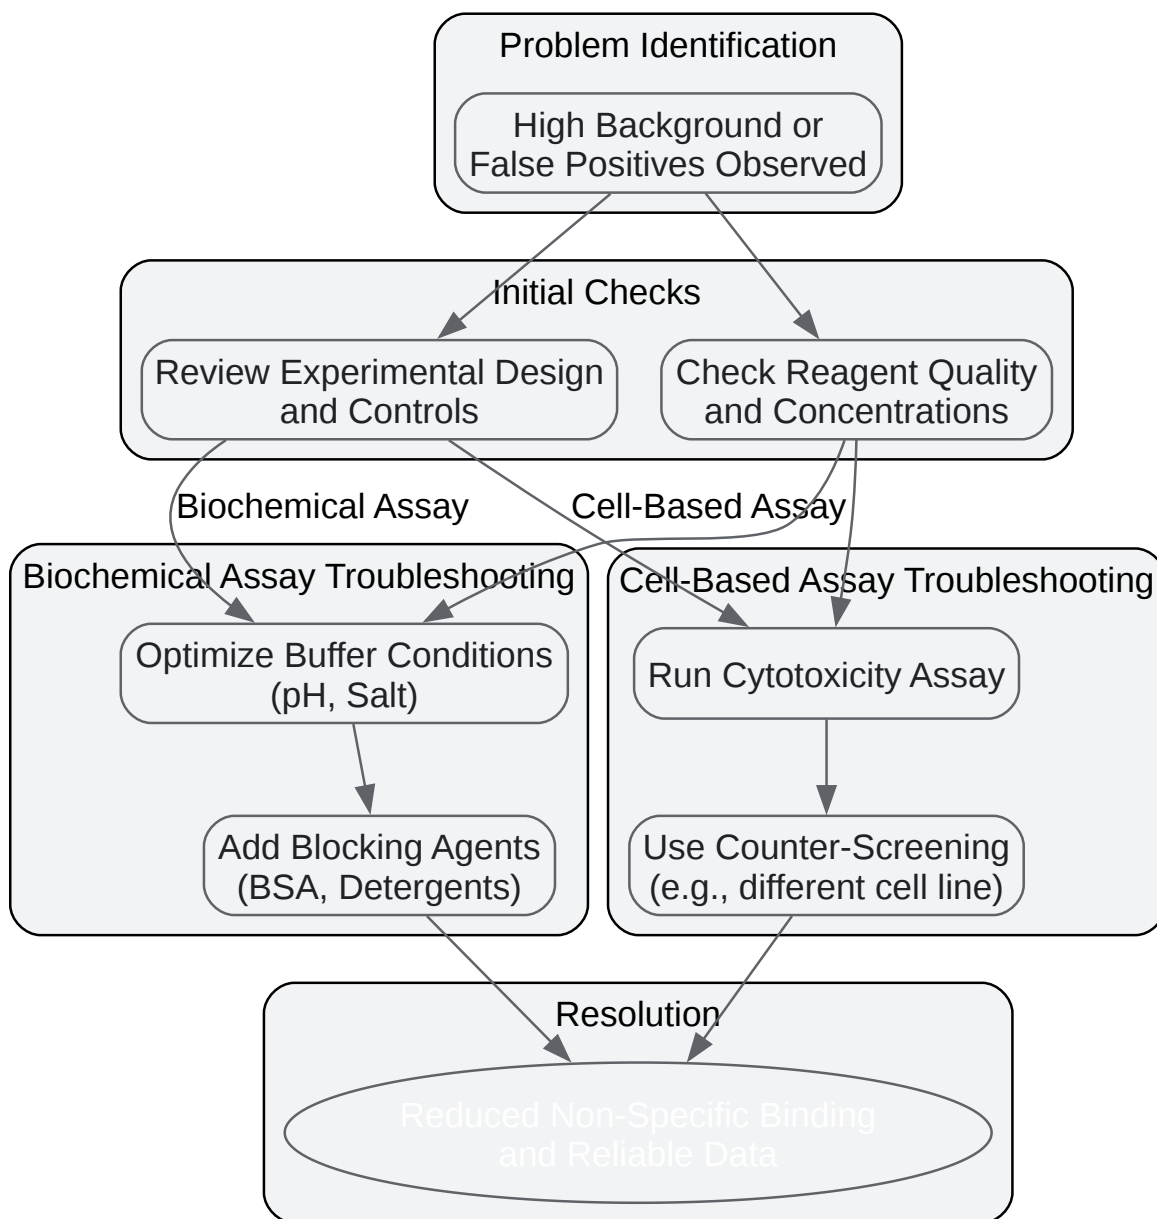 Problem Identification
High Background or
False Positives Observed
Initial Checks
Review Experimental Design
and Controls
Check Reagent Quality
and Concentrations
Biochemical Assay
Cell-Based Assay
Biochemical Assay Troubleshooting
Cell-Based Assay Troubleshooting
Optimize Buffer Conditions
(pH, Salt)
Run Cytotoxicity Assay
Add Blocking Agents
(BSA, Detergents)
Use Counter-Screening
(e.g., different cell line)
Resolution
Reduced Non-Specific Binding
and Reliable Data